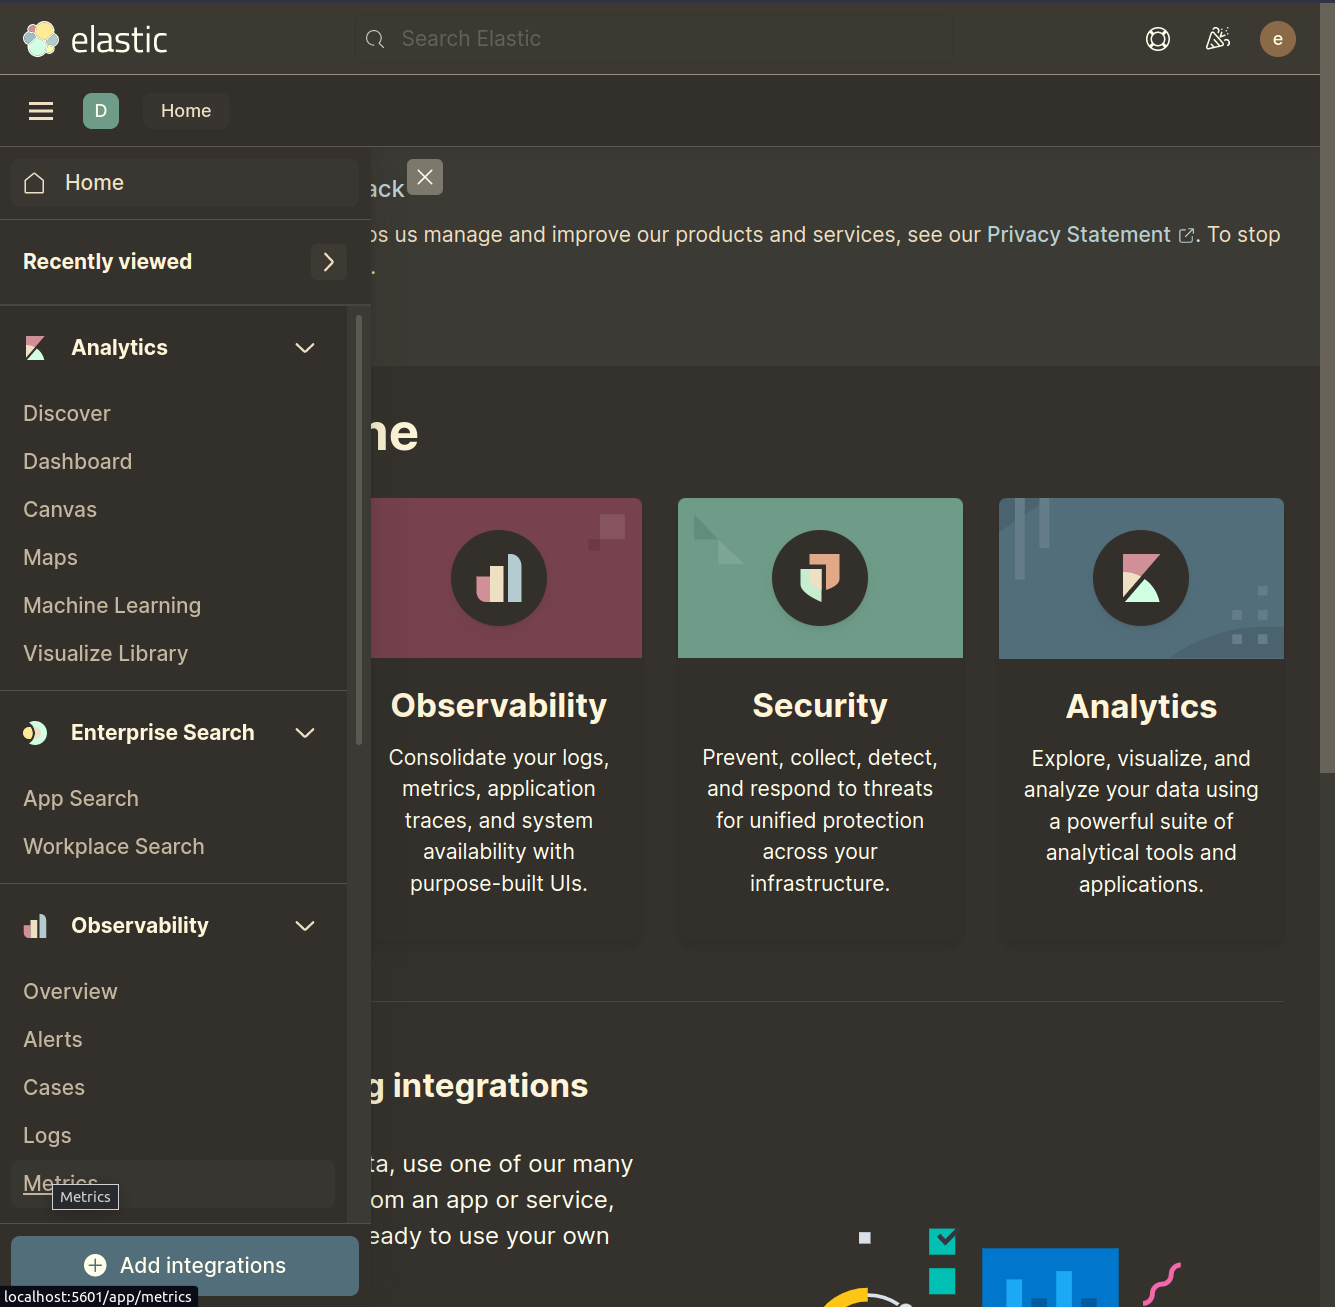 elastic
Search Elastic
e
D
Home
Home
ack
Recently viewed
os us manage and improve our products and services, see our Privacy Statement . To stop
.
Analytics
Discover
Dashboard
Canvas
Maps
Machine Learning
Visualize Library
Enterprise Search
App Search
Workplace Search
Observability
Overview
Alerts
Cases
Logs
Metrics
Metrics
Add integrations
localhost:5601/app/metrics
me
Observability
Consolidate your logs,
metrics, application
traces, and system
availability with
purpose-built UIs.
Security
Prevent, collect, detect,
and respond to threats
for unified protection
across your
infrastructure.
Analytics
Explore, visualize, and
analyze your data using
a powerful suite of
analytical tools and
applications.
g integrations
ta, use one of our many
om an app or service,
eady to use your own